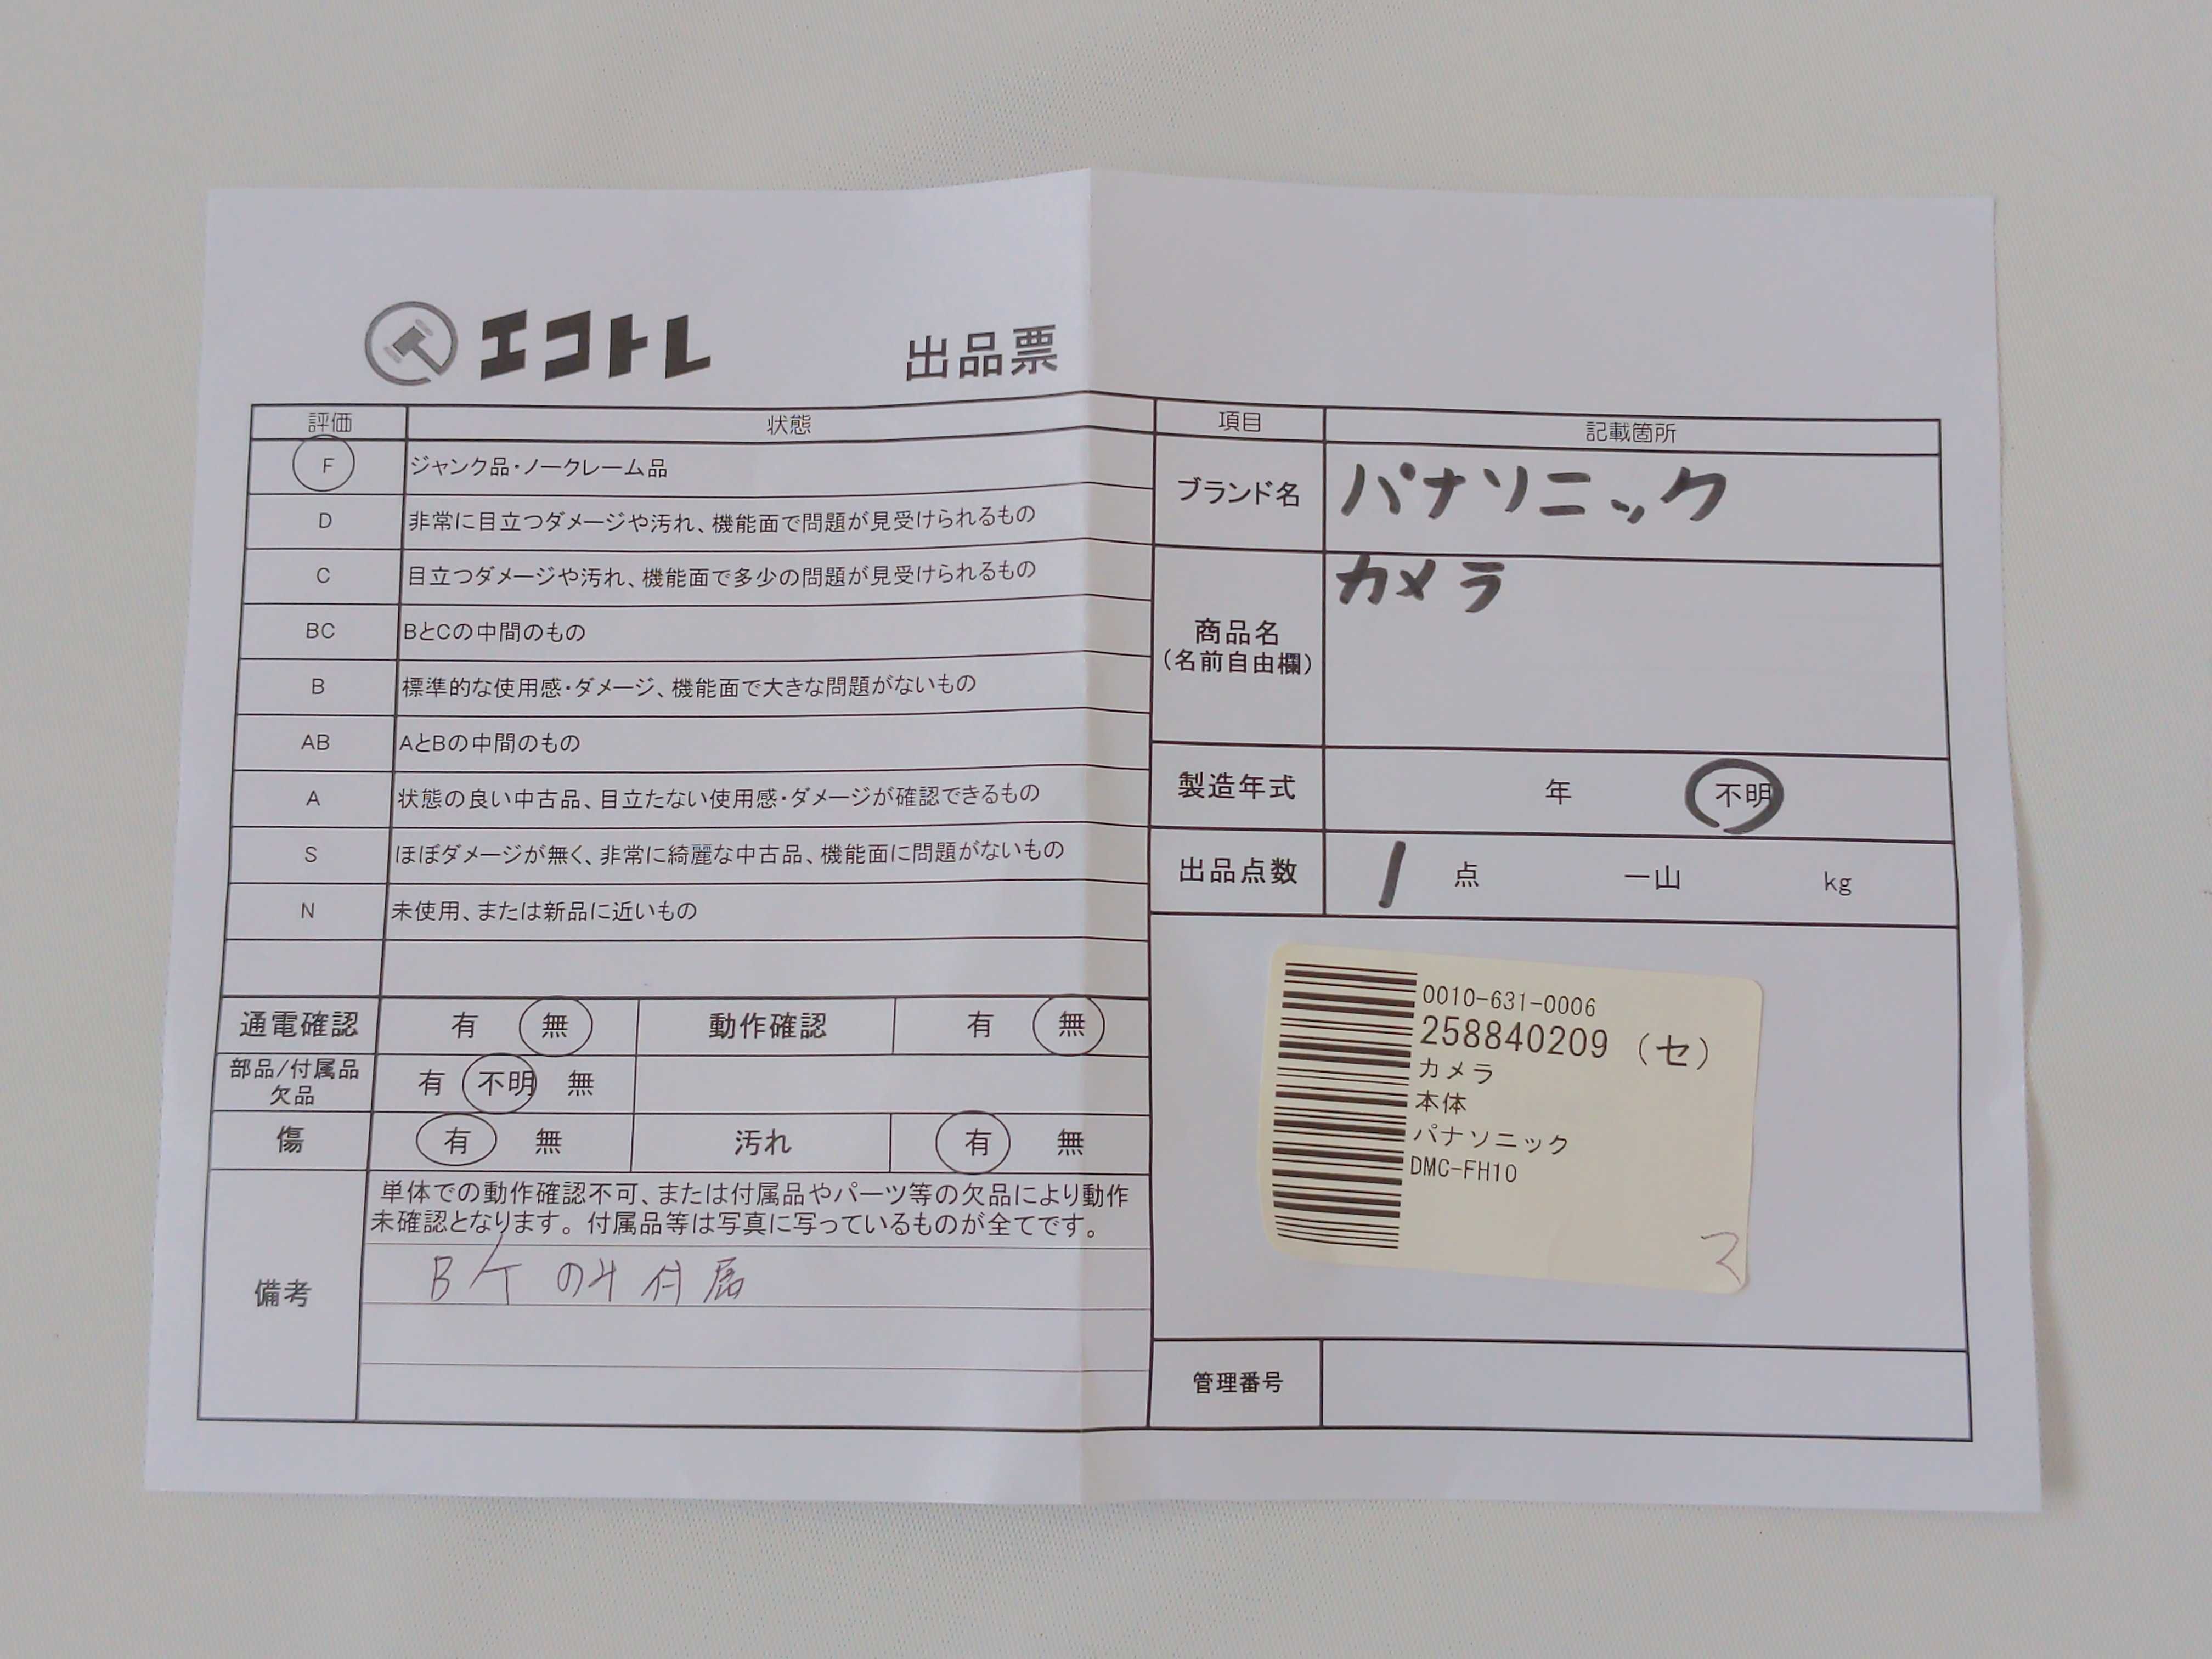 エコトレ 出品票
評価 状態
F ジャンク品・ノークレーム品
D 非常に目立つダメージや汚れ、機能面で問題が見受けられるもの
C 目立つダメージや汚れ、機能面で多少の問題が見受けられるもの
BC BとCの中間のもの
B 標準的な使用感・ダメージ、機能面で大きな問題がないもの
AB AとBの中間のもの
A 状態の良い中古品、目立たない使用感・ダメージが確認できるもの
S ほぼダメージが無く、非常に綺麗な中古品、機能面に問題がないもの
N 未使用、または新品に近いもの
通電確認 有 無 動作確認 有 無
部品/付属品
欠品 有 不明 無
傷 有 無 汚れ 有 無
備考
単体での動作確認不可、または付属品やパーツ等の欠品により動作
未確認となります。付属品等は写真に写っているものが全てです。
Bケのみ付属
項目 記載箇所
ブランド名 パナソニック
商品名
(名前自由欄) カメラ
製造年式 年 不明
出品点数 1 点 一山 kg
0010-631-0006
258840209 (セ)
カメラ
本体
パナソニック
DMC-FH10
マ
管理番号